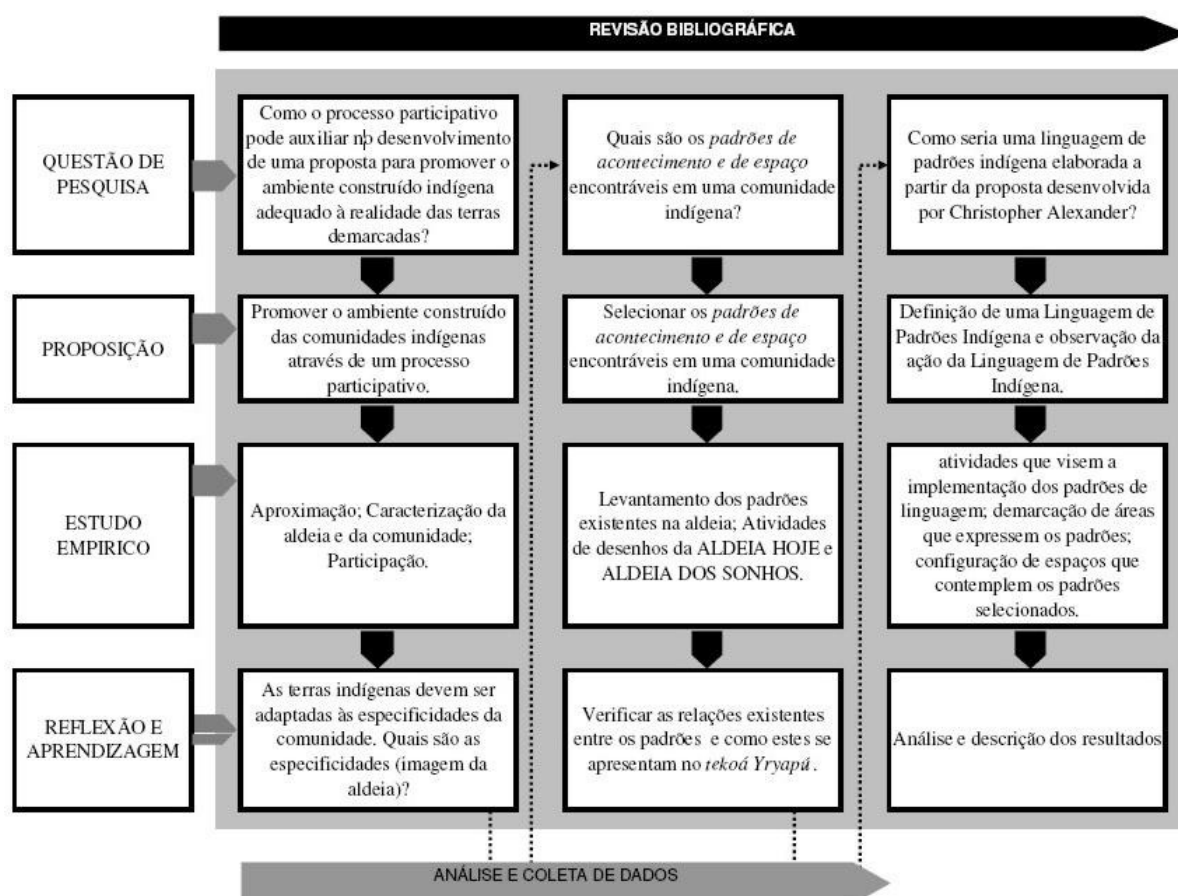 REVISÃO BIBLIOGRÁFICA
QUESTÃO DE
PESQUISA
Como o processo participativo
pode auxiliar no desenvolvimento
de uma proposta para promover o
ambiente construído indígena
adequado à realidade das terras
demarcadas?
Quais são os padrões de
acontecimento e de espaço
encontráveis em uma comunidade
indígena?
Como seria uma linguagem de
padrões indígena elaborada a
partir da proposta desenvolvida
por Christopher Alexander?
PROPOSIÇÃO
Promover o ambiente construído
das comunidades indígenas
através de um processo
participativo.
Selecionar os padrões de
acontecimento e de espaço
encontráveis em uma comunidade
indígena.
Definição de uma Linguagem de
Padrões Indígena e observação da
ação da Linguagem de Padrões
Indígena.
ESTUDO
EMPIRICO
Aproximação; Caracterização da
aldeia e da comunidade;
Participação.
Levantamento dos padrões
existentes na aldeia; Atividades
de desenhos da ALDEIA HOJE e
ALDEIA DOS SONHOS.
atividades que visem a
implementação dos padrões de
linguagem; demarcação de áreas
que expressem os padrões;
configuração de espaços que
contemplem os padrões
selecionados.
REFLEXÃO E
APRENDIZAGEM
As terras indígenas devem ser
adaptadas às especificidades da
comunidade. Quais são as
especificidades (imagem da
aldeia)?
Verificar as relações existentes
entre os padrões e como estes se
apresentam no tekoá Yryapú.
Análise e descrição dos resultados
ANÁLISE E COLETA DE DADOS